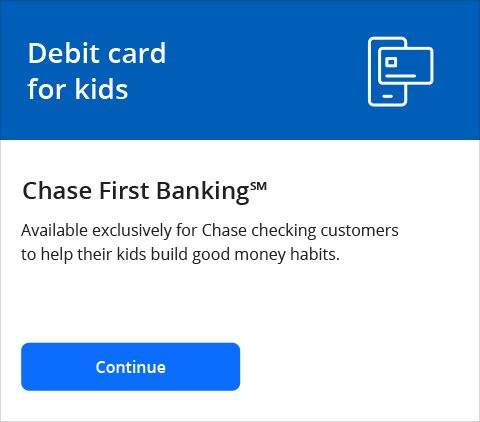 Debit card
for kids
Chase First Banking℠
Available exclusively for Chase checking customers
to help their kids build good money habits.
Continue